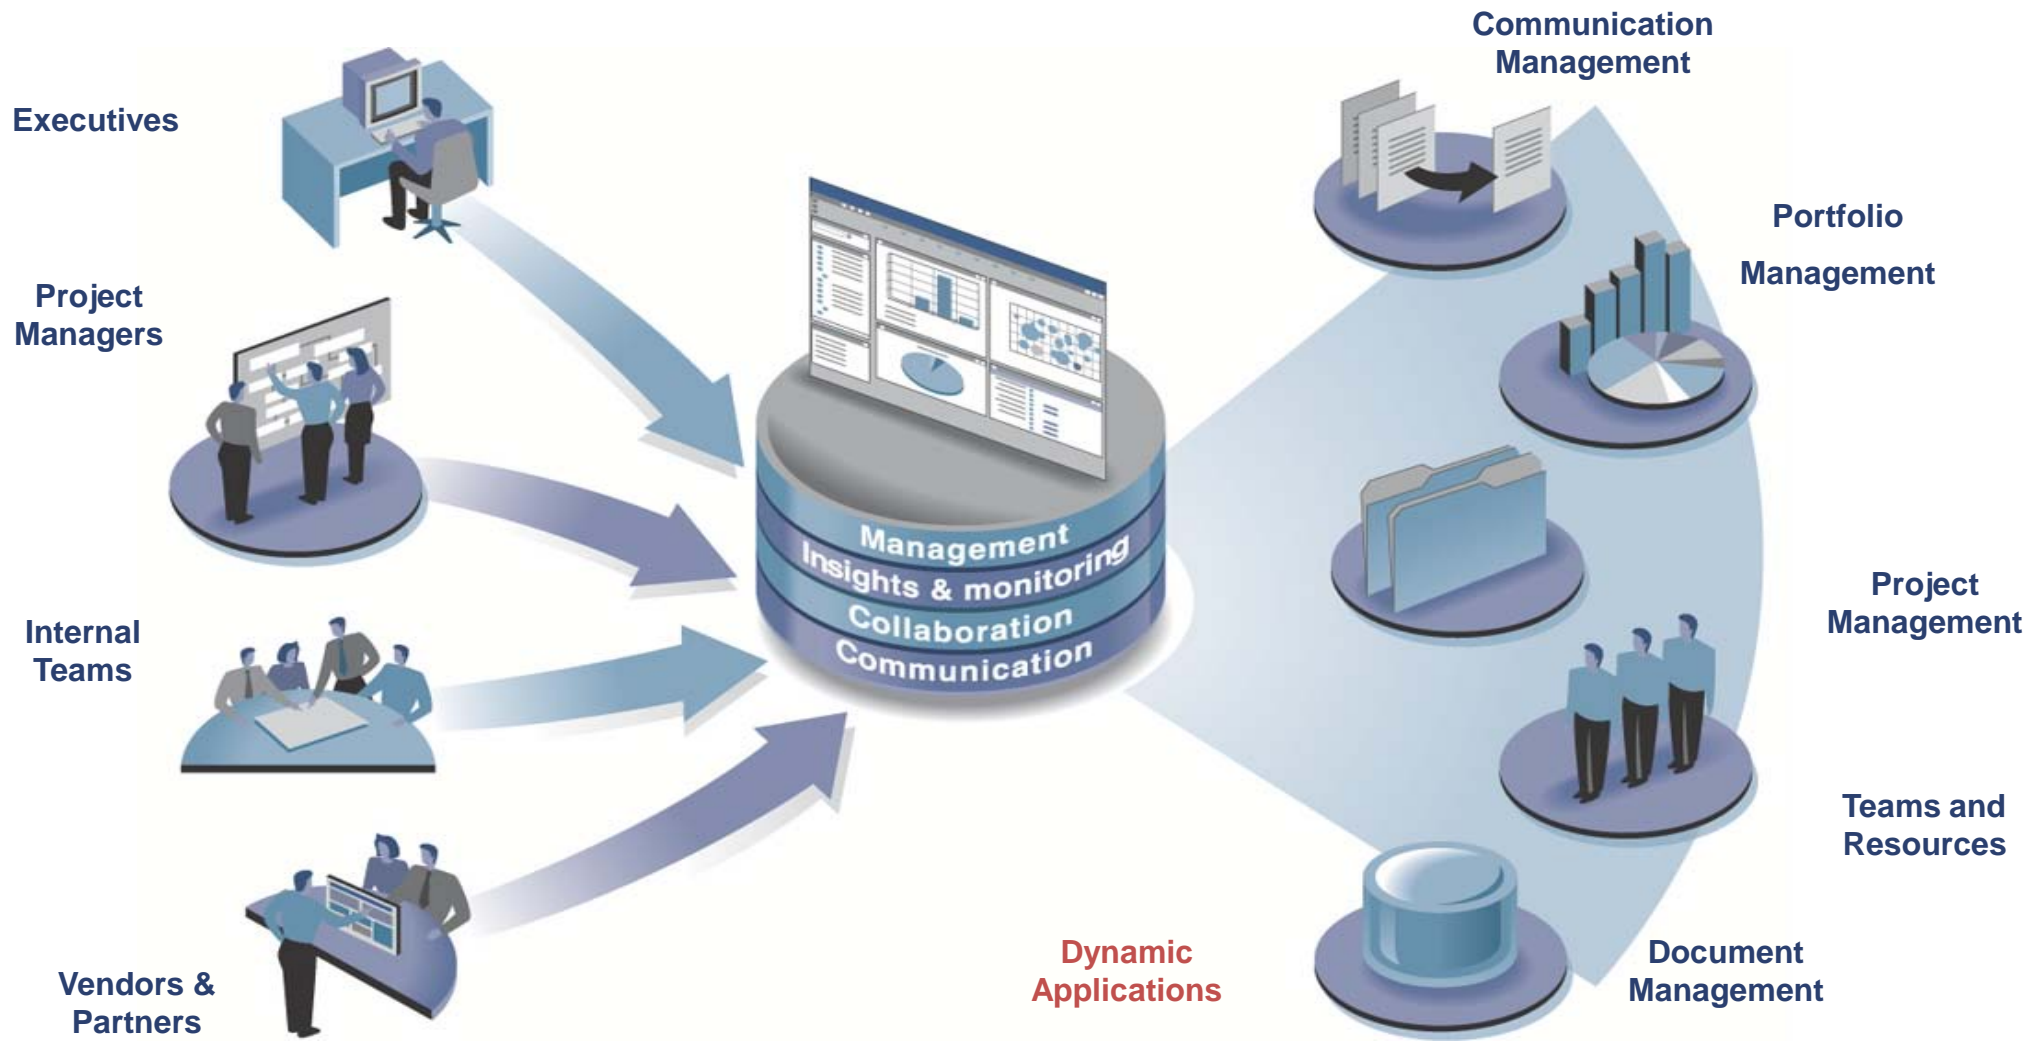 Communication
Management
Executives
Portfolio
Management
Project
Managers
Management
Insights & monitoring
Collaboration
Communication
Project
Management
Internal
Teams
Teams and
Resources
Vendors &
Partners
Dynamic
Applications
Document
Management